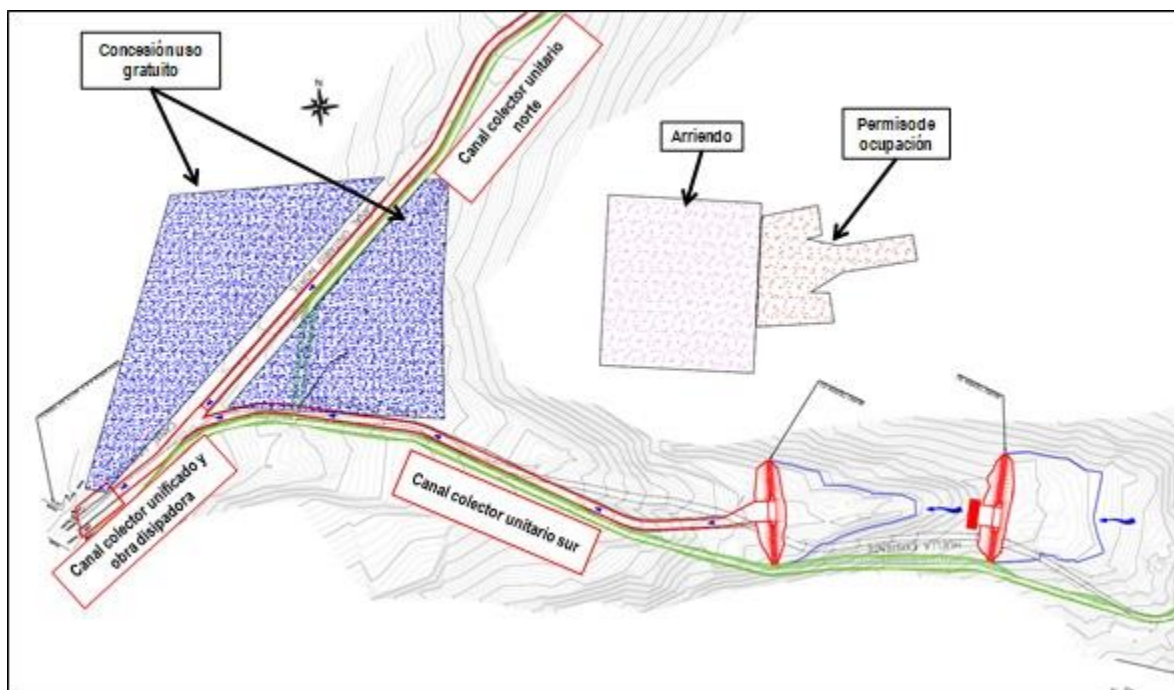 Concesión uso
gratuito
N
Canal colector unitario
norte
Arriendo
Permiso de
ocupación
Canal colector unificado y
obra disipadora
Canal colector unitario sur